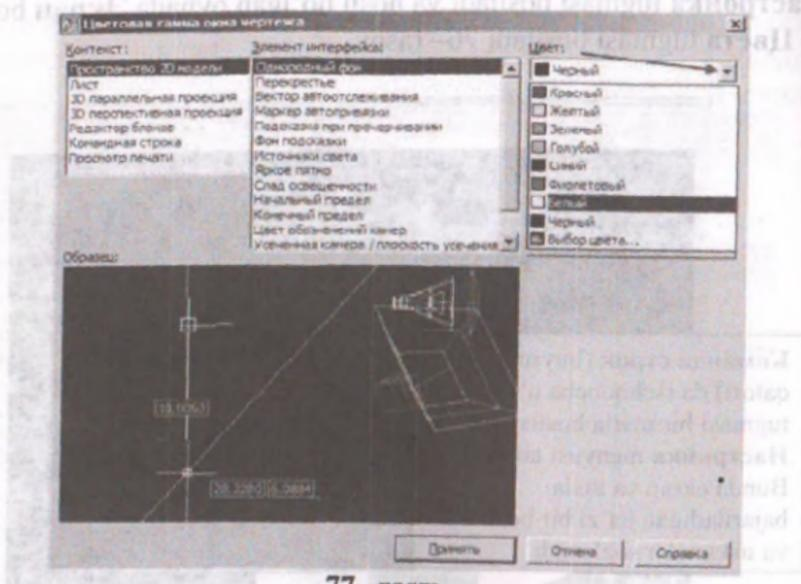 Цветовая гамма окна чертежа
Контекст:
Пространство 2D модели
Лист
3D параллельная проекция
3D перспективная проекция
Редактор блоков
Командная строка
Просмотр печати
Элемент интерфейса:
Однородный фон
Перекрестье
Вектор автоотслеживания
Маркер автопривязки
Подсказка при вычерчивании
Фон подсказки
Источники света
Яркое пятно
Спад освещенности
Начальный предел
Конечный предел
Цвет обозначений камер
Усеченная камера / плоскость усечения
Цвет:
Черный
Красный
Желтый
Зеленый
Голубой
Синий
Фиолетовый
Белый
Черный
Выбор цвета...
Образец:
Принять
Отмена
Справка